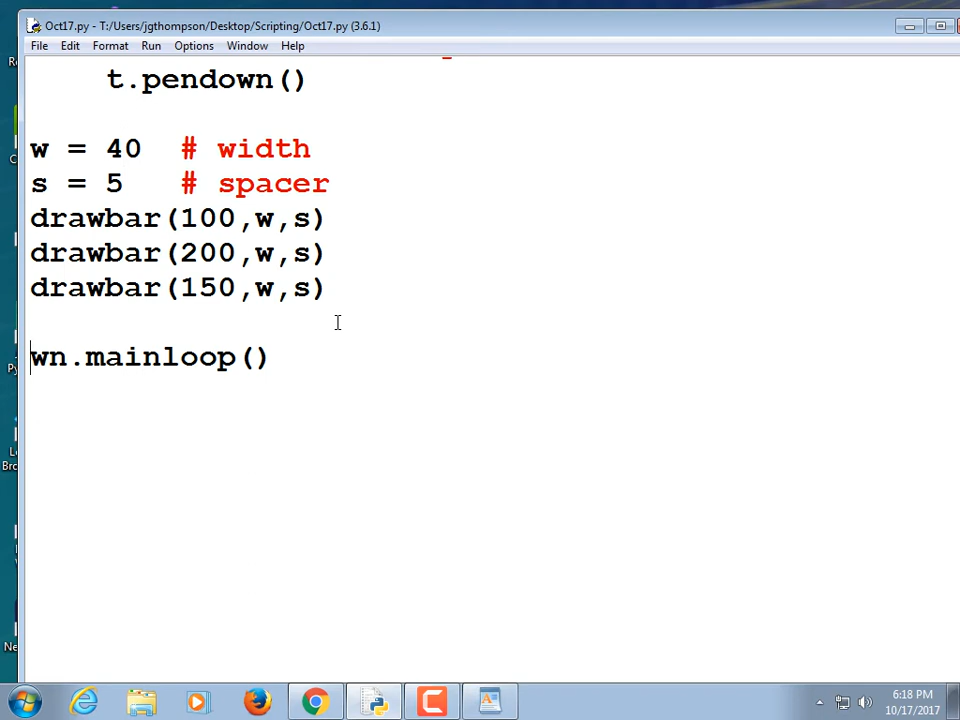 Oct17.py - T:/Users/jgthompson/Desktop/Scripting/Oct17.py (3.6.1)
File Edit Format Run Options Window Help
t.pendown()
w = 40 # width
s = 5 # spacer
drawbar(100,w,s)
drawbar(200,w,s)
drawbar(150,w,s)
wn.mainloop()
6:18 PM
10/17/2017